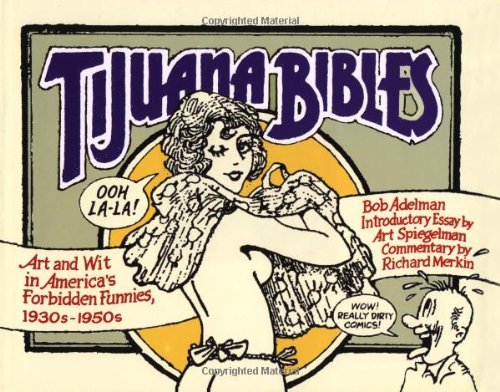 Copyrighted Material
TIJUANA BIBLES
OOH
LA-LA!
Bob Adelman
Introductory Essay by
Art Spiegelman
Commentary by
Richard Merkin
Art and Wit
in America's
Forbidden Funnies,
1930s-1950s
WOW!
REALLY DIRTY
COMICS!
Copyrighted Material